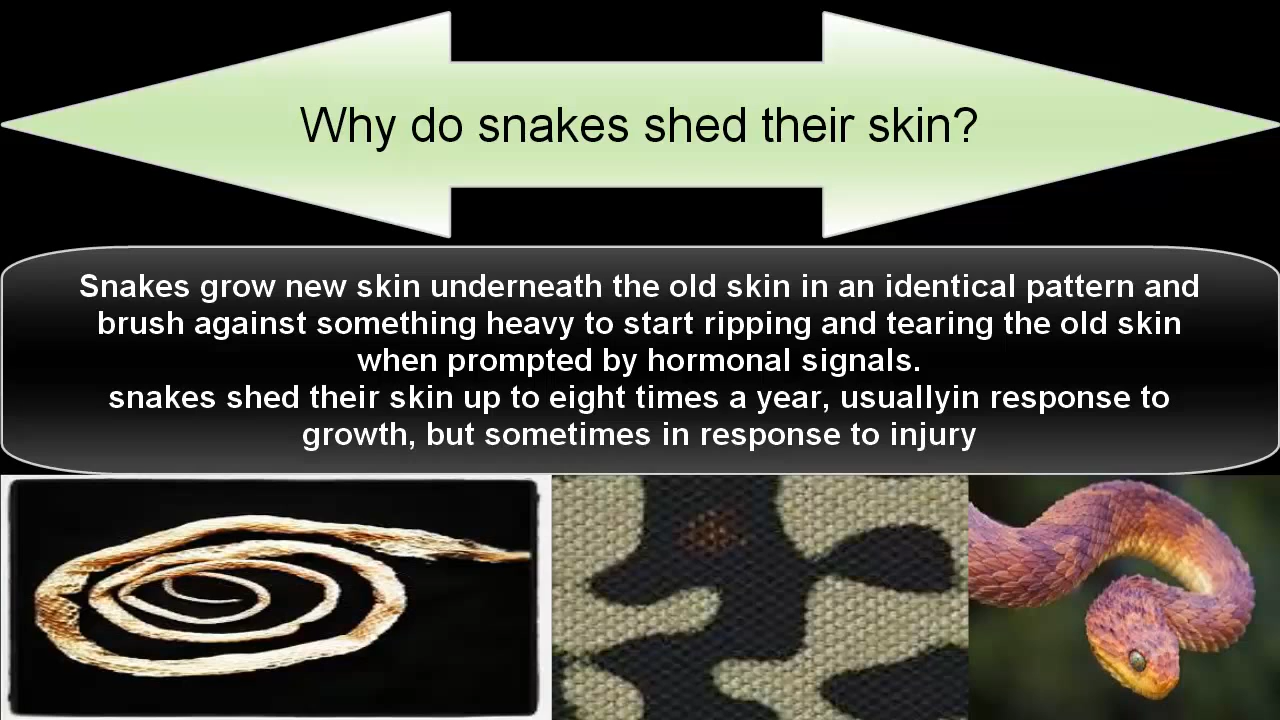 Why do snakes shed their skin?
Snakes grow new skin underneath the old skin in an identical pattern and
brush against something heavy to start ripping and tearing the old skin
when prompted by hormonal signals.
snakes shed their skin up to eight times a year, usuallyin response to
growth, but sometimes in response to injury